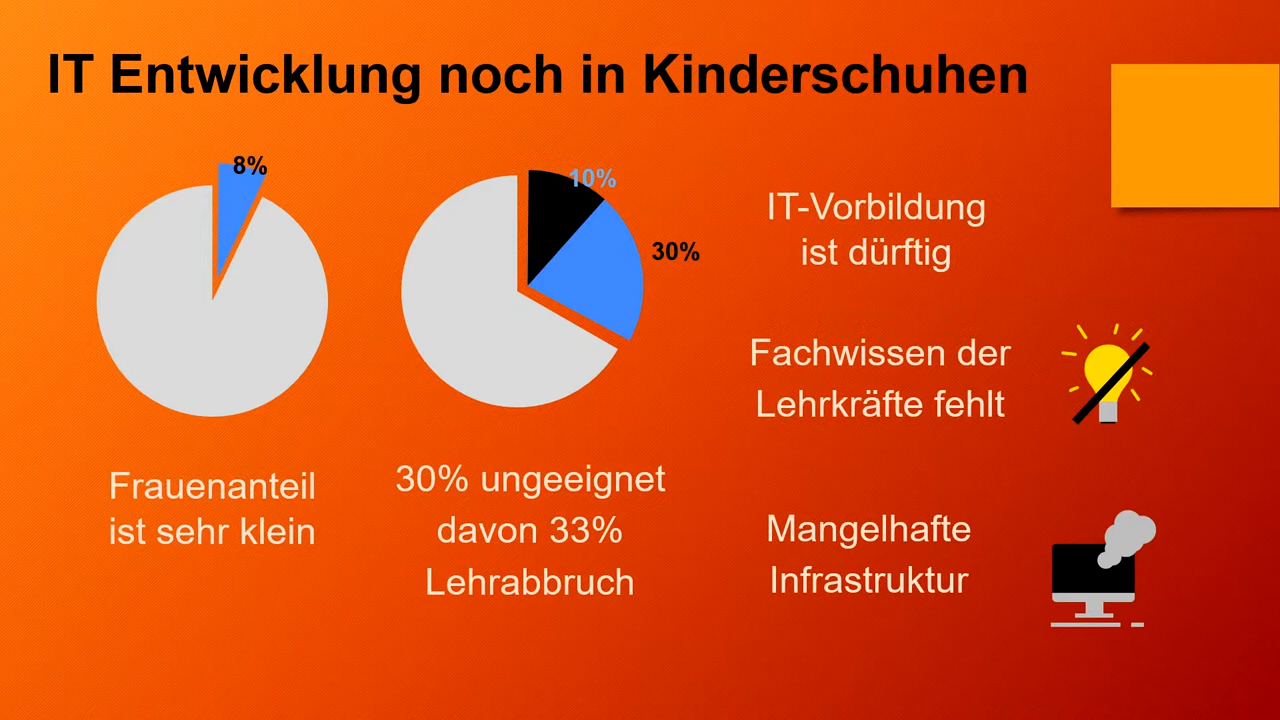 IT Entwicklung noch in Kinderschuhen
8%
10%
30%
Frauenanteil
ist sehr klein
30% ungeeignet
davon 33%
Lehrabbruch
IT-Vorbildung
ist dürftig
Fachwissen der
Lehrkräfte fehlt
Mangelhafte
Infrastruktur